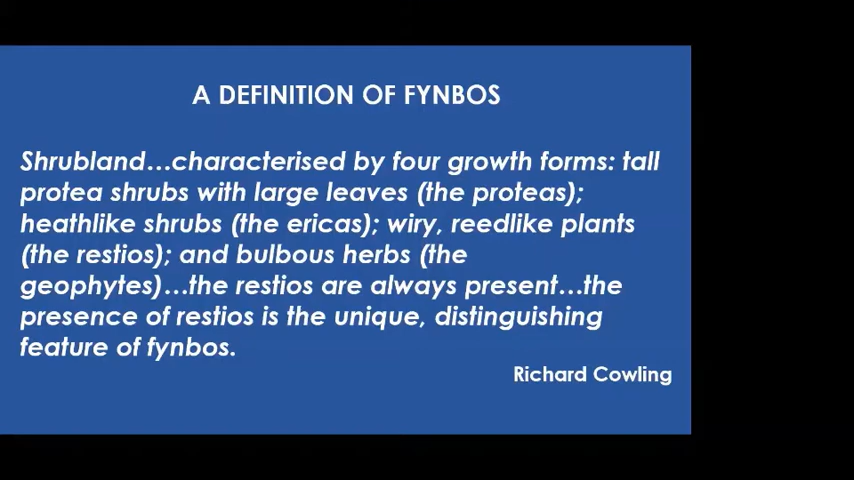 A DEFINITION OF FYNBOS
Shrubland...characterised by four growth forms: tall
protea shrubs with large leaves (the proteas);
heathlike shrubs (the ericas); wiry, reedlike plants
(the restios); and bulbous herbs (the
geophytes)...the restios are always present...the
presence of restios is the unique, distinguishing
feature of fynbos.
Richard Cowling